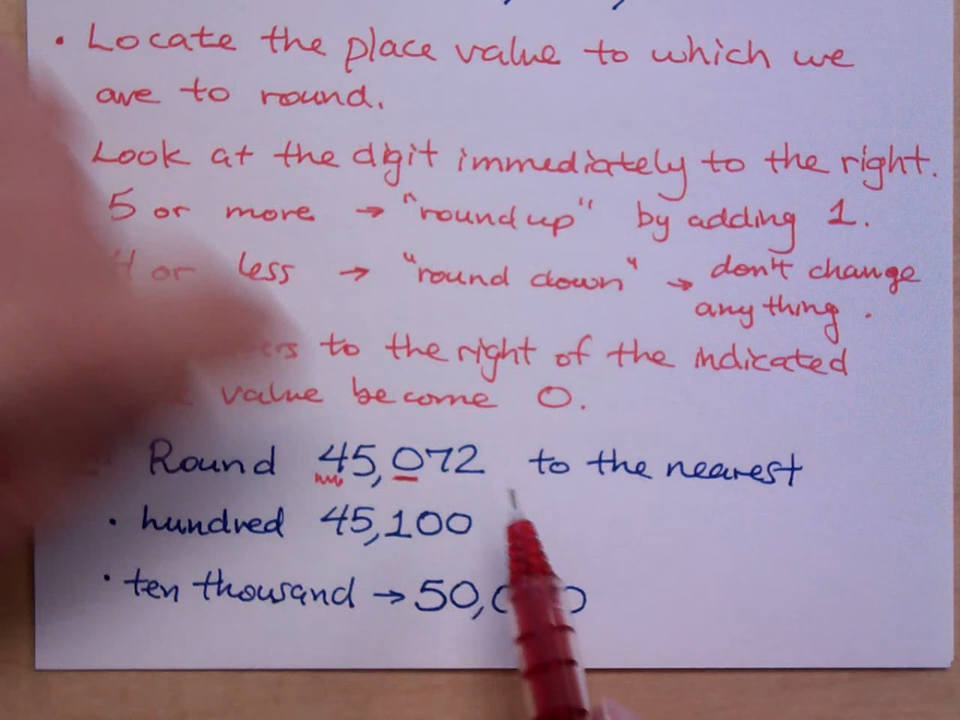 • Locate the place value to which we
are to round.
Look at the digit immediately to the right.
5 or more → "round up" by adding 1.
4 or less → "round down" → don't change
anything.
to the right of the indicated
value become 0.
Round 45,072 to the nearest
• hundred 45,100
• ten thousand →